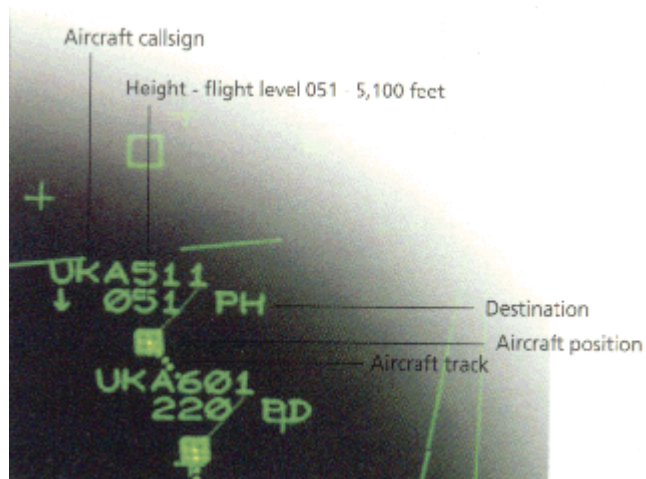 Aircraft callsign
Height - flight level 051 - 5,100 feet
UKA511
↓ 051 PH
Destination
Aircraft position
Aircraft track
UKA601
220